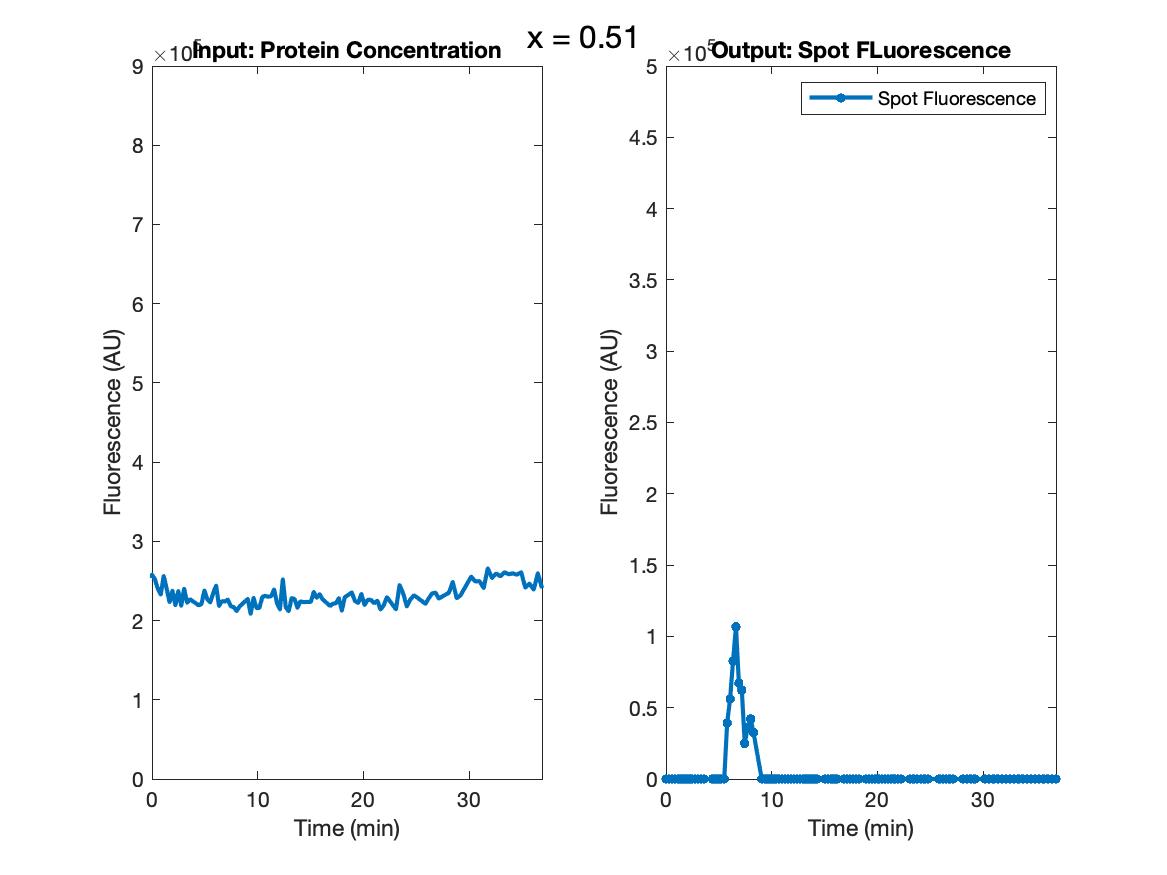 x = 0.51
×10⁵
Input: Protein Concentration
9
8
7
6
5
4
3
2
1
0
0 10 20 30
Time (min)
Fluorescence (AU)
×10⁵
Output: Spot FLuorescence
Spot Fluorescence
5
4.5
4
3.5
3
2.5
2
1.5
1
0.5
0
0 10 20 30
Time (min)
Fluorescence (AU)